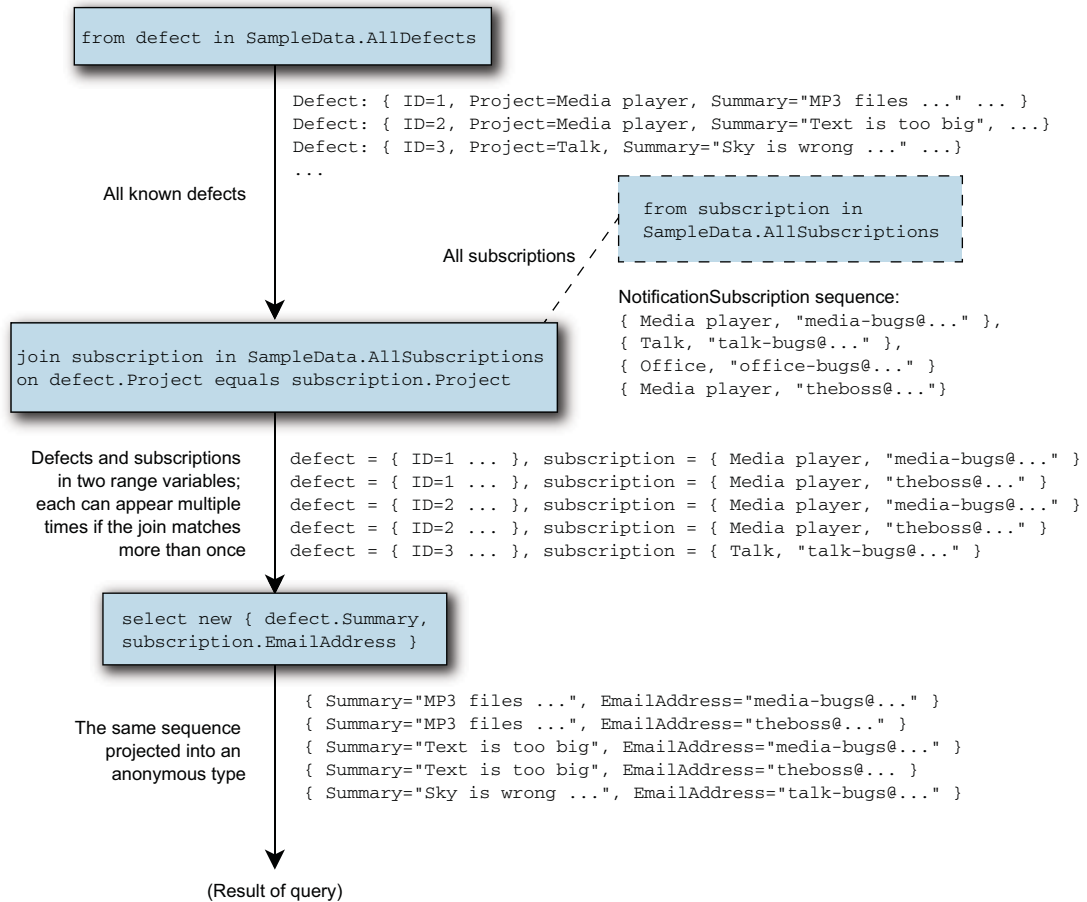 from defect in SampleData.AllDefects
Defect: { ID=1, Project=Media player, Summary="MP3 files ..." ... }
Defect: { ID=2, Project=Media player, Summary="Text is too big", ...}
Defect: { ID=3, Project=Talk, Summary="Sky is wrong ..." ...}
...
All known defects
from subscription in
SampleData.AllSubscriptions
All subscriptions
NotificationSubscription sequence:
{ Media player, "media-bugs@..." },
{ Talk, "talk-bugs@..." },
{ Office, "office-bugs@..." }
{ Media player, "theboss@..."}
join subscription in SampleData.AllSubscriptions
on defect.Project equals subscription.Project
Defects and subscriptions
in two range variables;
each can appear multiple
times if the join matches
more than once
defect = { ID=1 ... }, subscription = { Media player, "media-bugs@..." }
defect = { ID=1 ... }, subscription = { Media player, "theboss@..." }
defect = { ID=2 ... }, subscription = { Media player, "media-bugs@..." }
defect = { ID=2 ... }, subscription = { Media player, "theboss@..." }
defect = { ID=3 ... }, subscription = { Talk, "talk-bugs@..." }
select new { defect.Summary,
subscription.EmailAddress }
The same sequence
projected into an
anonymous type
{ Summary="MP3 files ...", EmailAddress="media-bugs@..." }
{ Summary="MP3 files ...", EmailAddress="theboss@..." }
{ Summary="Text is too big", EmailAddress="media-bugs@..." }
{ Summary="Text is too big", EmailAddress="theboss@... }
{ Summary="Sky is wrong ...", EmailAddress="talk-bugs@..." }
(Result of query)